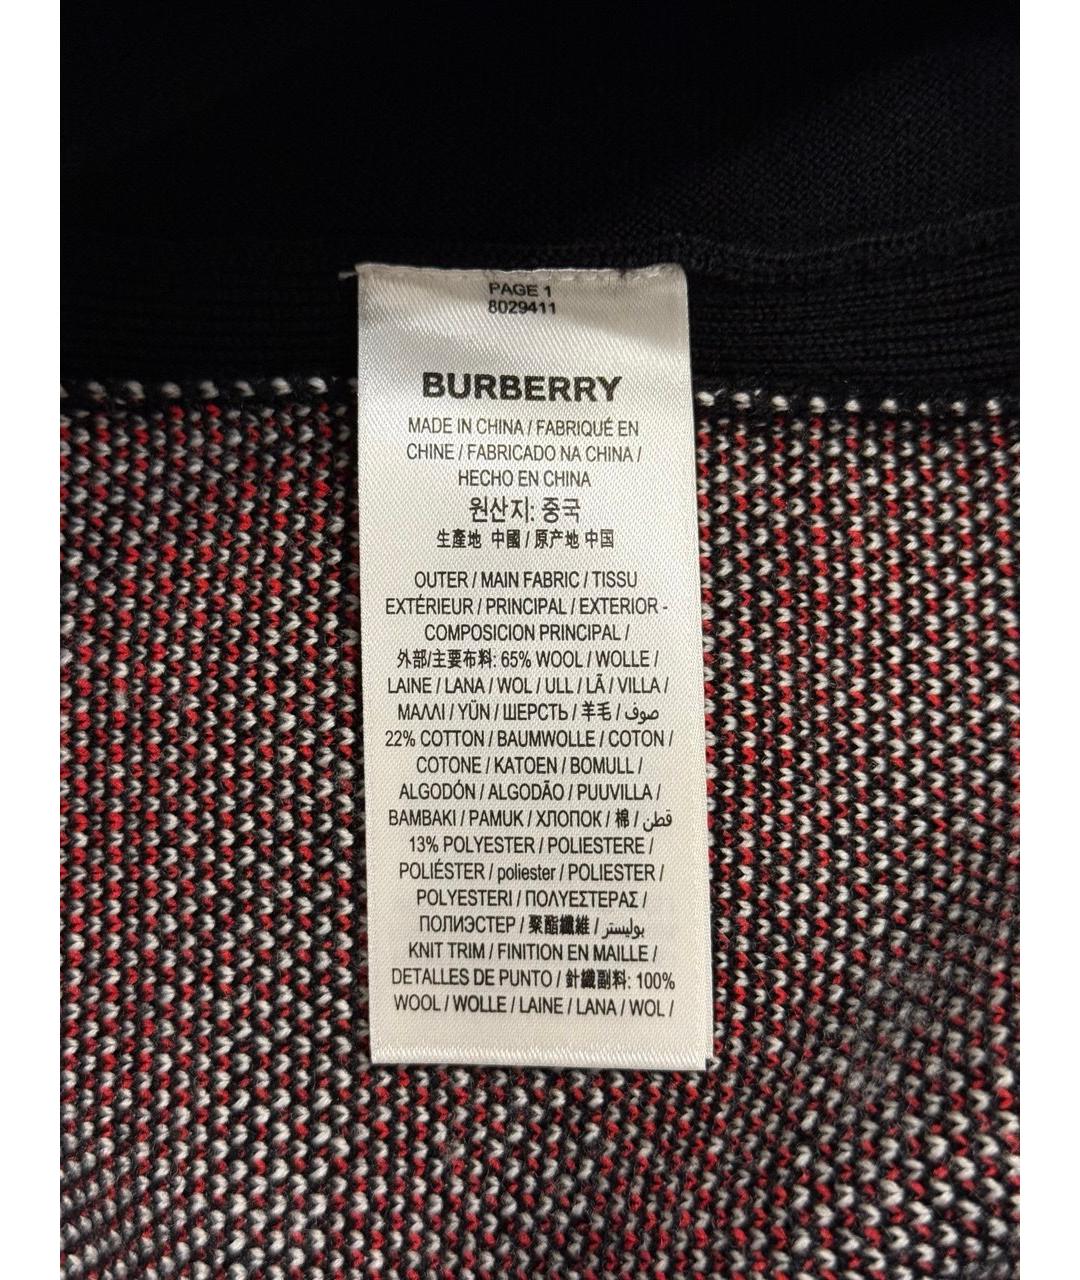 PAGE 1
8029411
BURBERRY
MADE IN CHINA / FABRIQUÉ EN
CHINE / FABRICADO NA CHINA /
HECHO EN CHINA
원산지: 중국
生產地 中國 / 原产地 中国
OUTER / MAIN FABRIC / TISSU
EXTÉRIEUR / PRINCIPAL / EXTERIOR -
COMPOSICION PRINCIPAL /
外部/主要布料: 65% WOOL / WOLLE /
LAINE / LANA / WOL / ULL / LÃ / VILLA /
ΜΑΛΛΙ / YÜN / ШЕРСТЬ / 羊毛 / صوف /
22% COTTON / BAUMWOLLE / COTON /
COTONE / KATOEN / BOMULL /
ALGODÓN / ALGODÃO / PUUVILLA /
BAMBAKI / PAMUK / ХЛОПОК / 棉 / قطن /
13% POLYESTER / POLIESTERE /
POLIÉSTER / poliester / POLIESTER /
POLYESTERI / ΠΟΛΥΕΣΤΕΡΑΣ /
ПОЛИЭСТЕР / 聚酯纖維 / بوليستر /
KNIT TRIM / FINITION EN MAILLE /
DETALLES DE PUNTO / 針織副料: 100%
WOOL / WOLLE / LAINE / LANA / WOL /